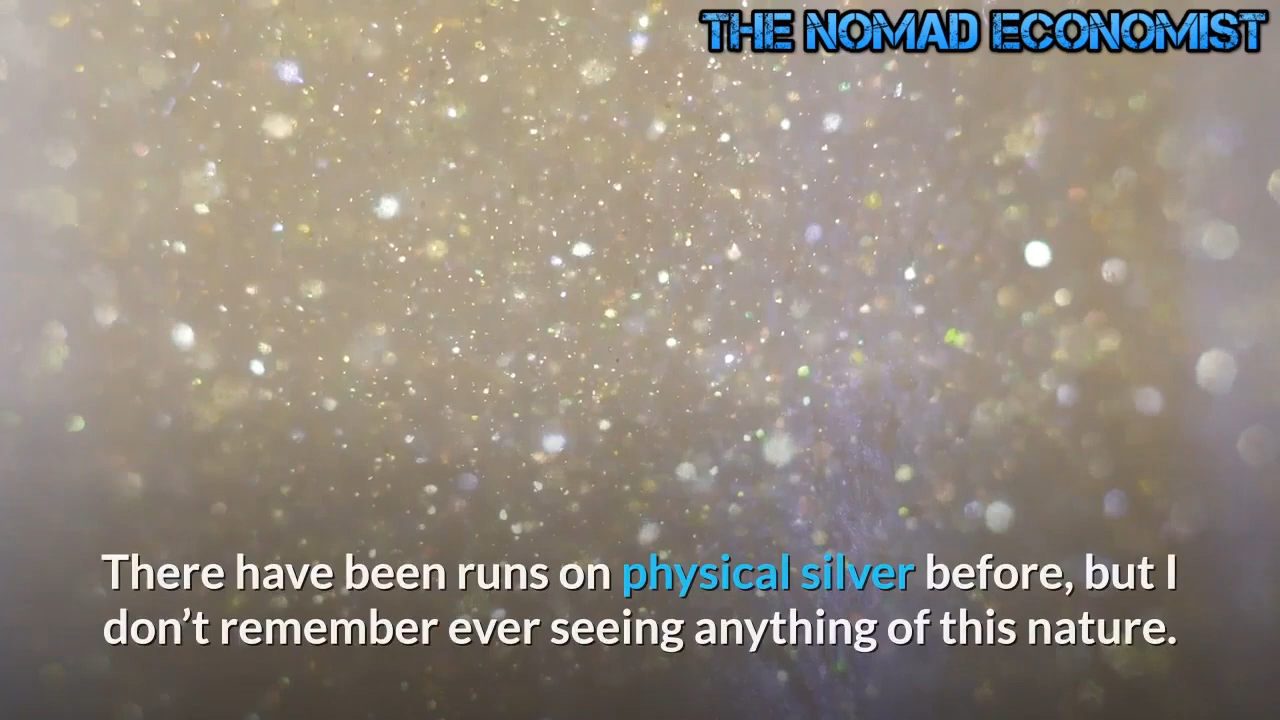 THE NOMAD ECONOMIST
There have been runs on physical silver before, but I
don’t remember ever seeing anything of this nature.